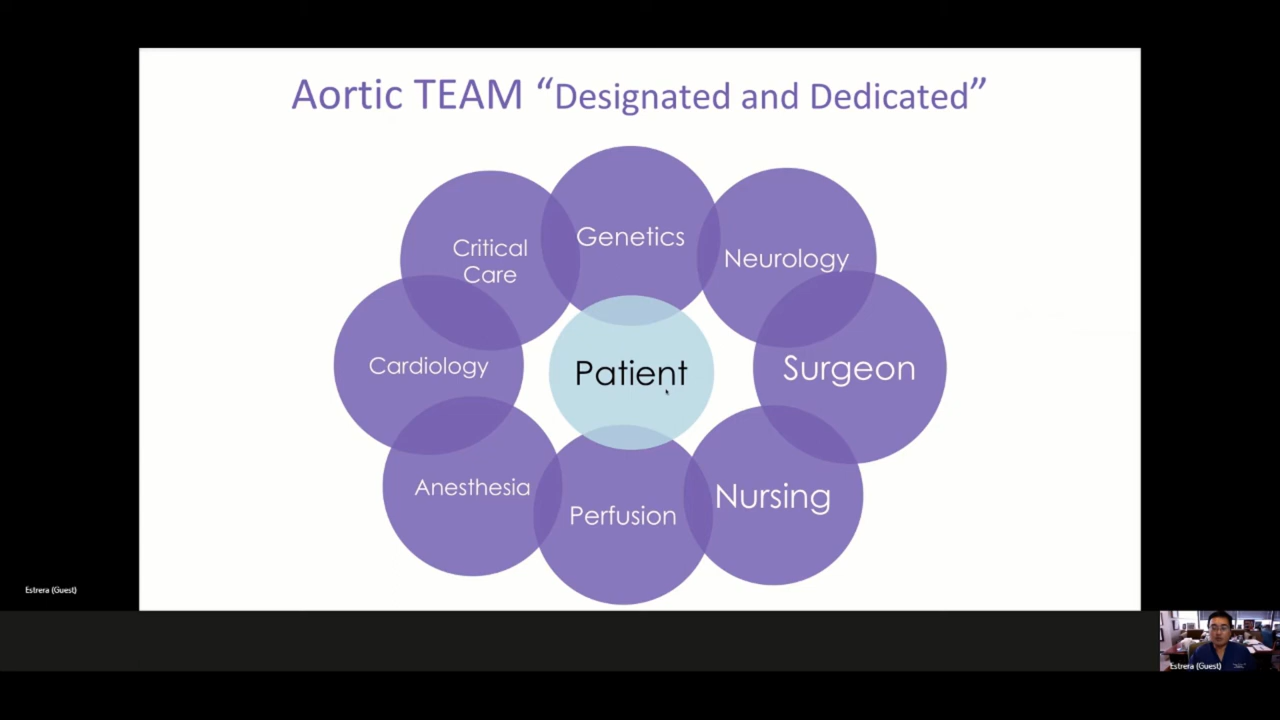 Aortic TEAM “Designated and Dedicated”
Genetics
Critical
Care
Neurology
Cardiology
Patient
Surgeon
Anesthesia
Perfusion
Nursing
Estrera (Guest)
Estrera (Guest)